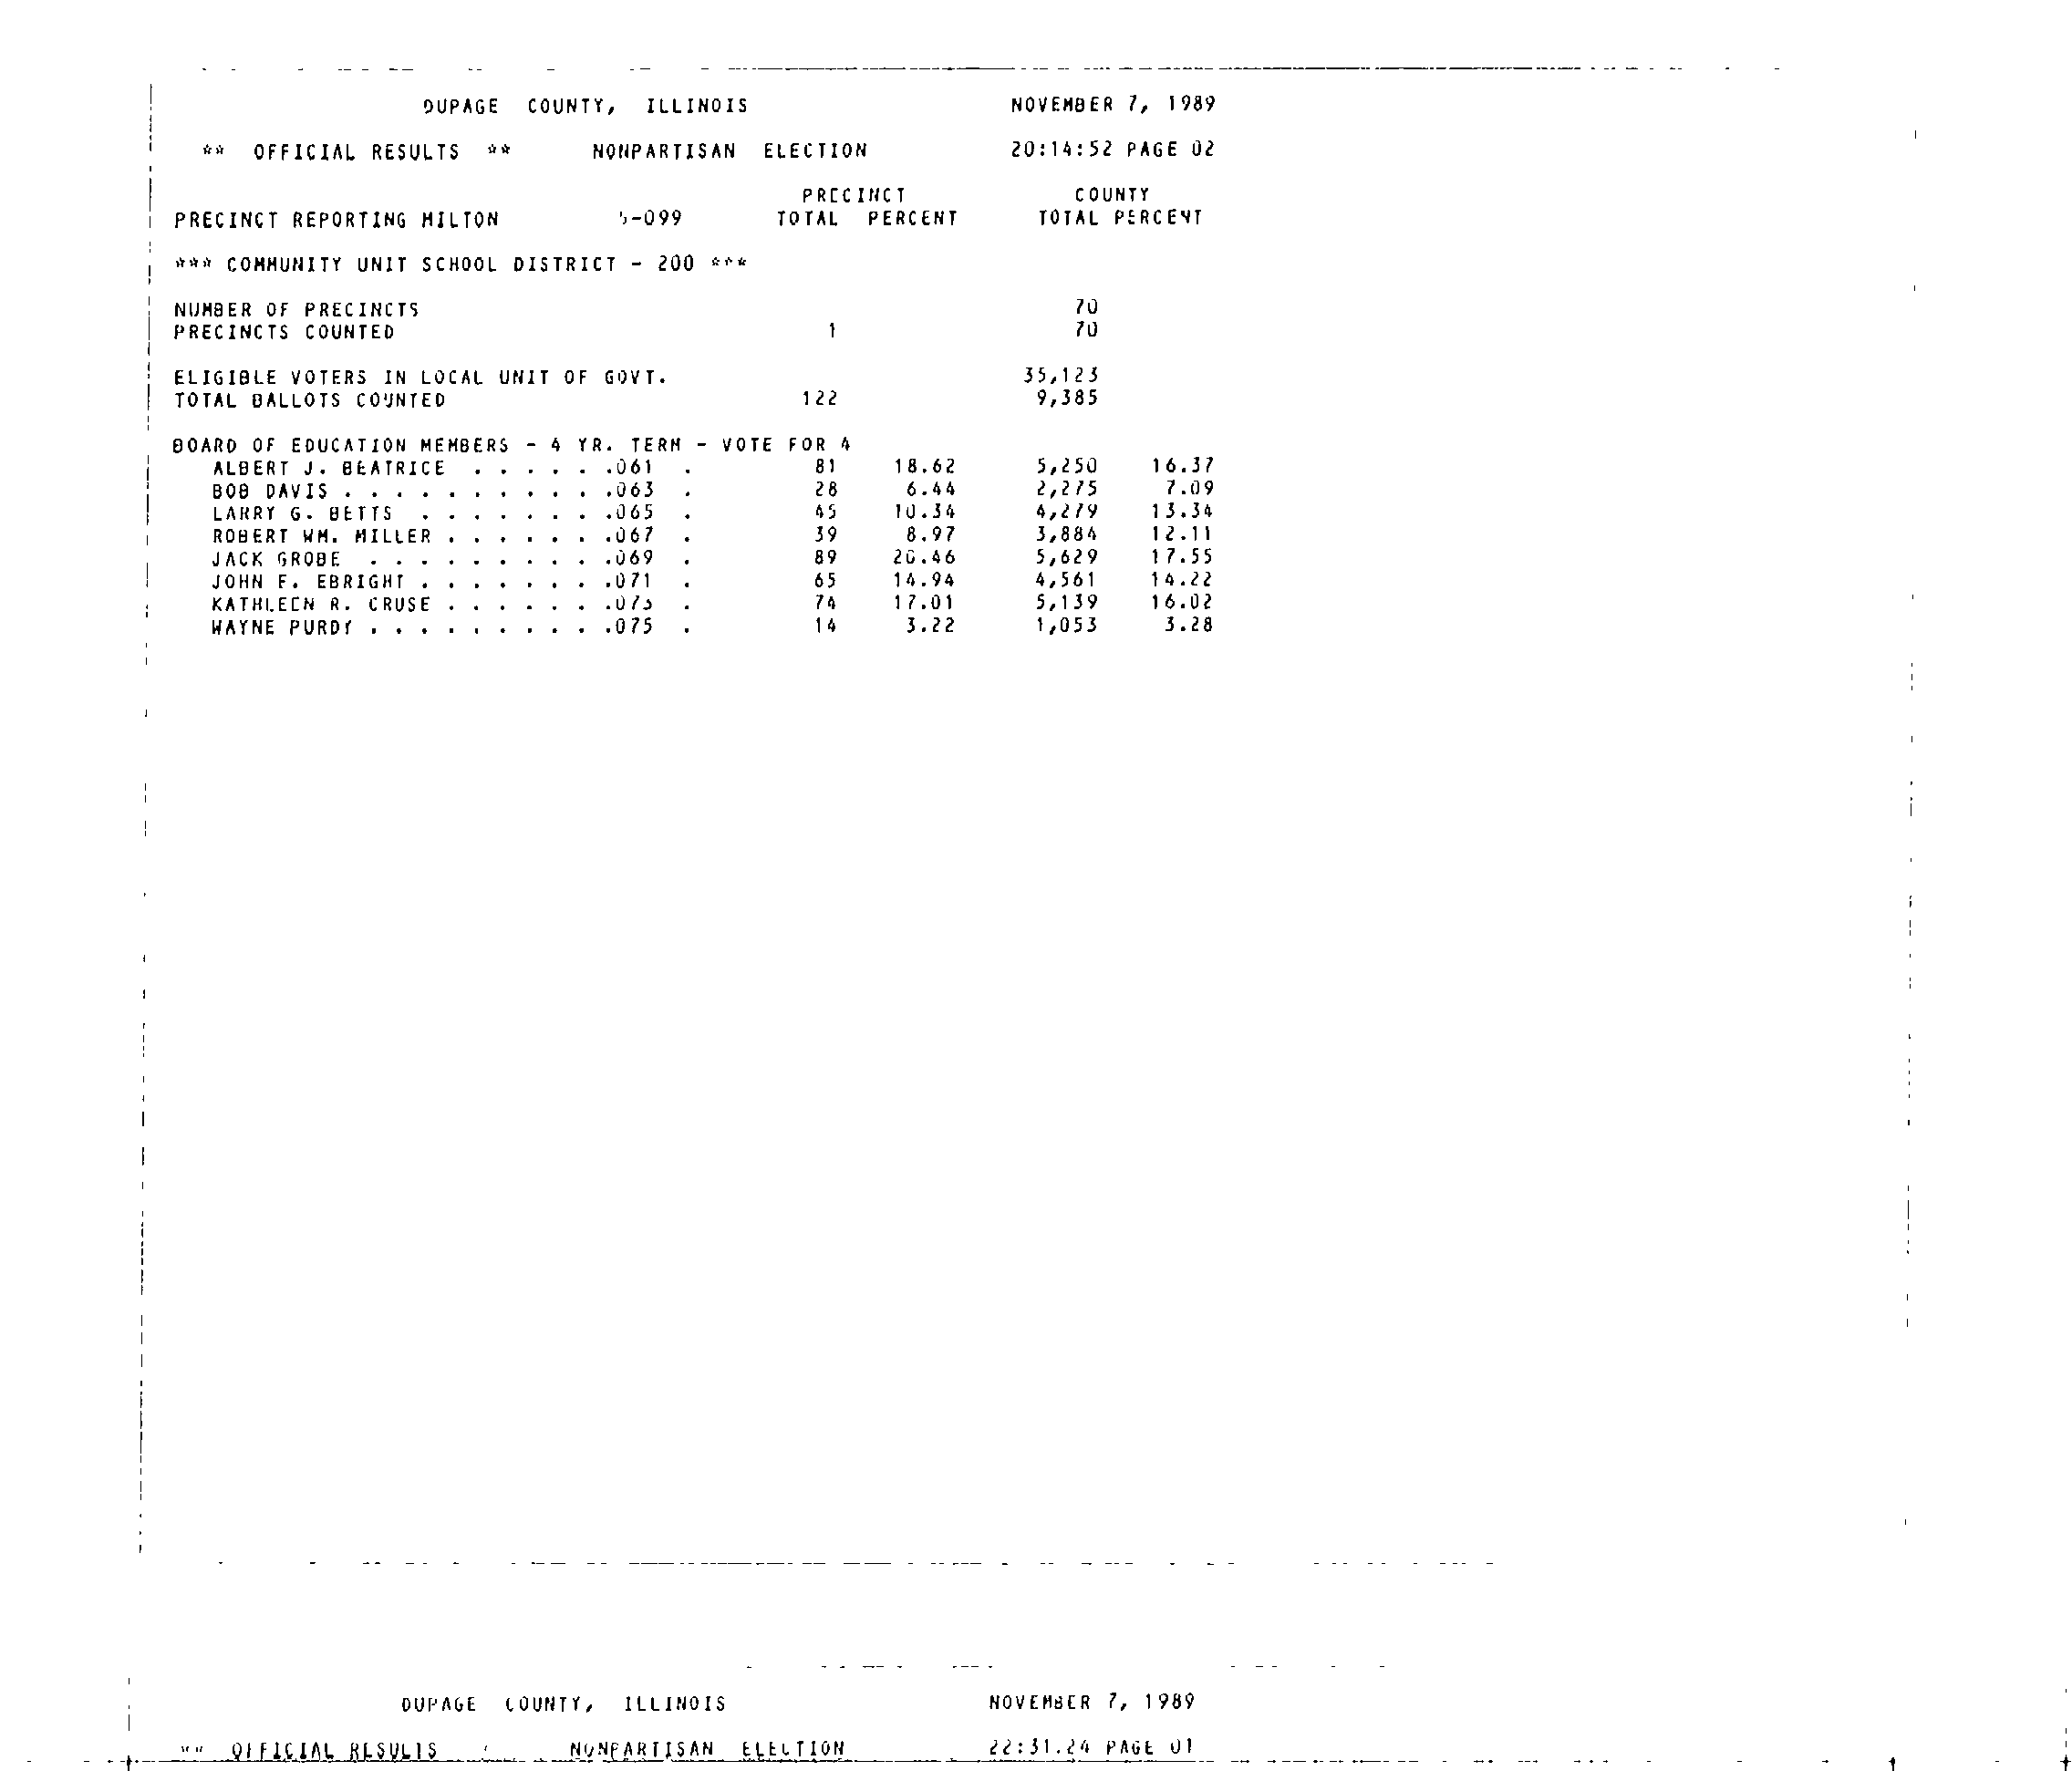 DUPAGE COUNTY, ILLINOIS NOVEMBER 7, 1989
** OFFICIAL RESULTS ** NONPARTISAN ELECTION 20:14:52 PAGE 02
PRECINCT COUNTY
PRECINCT REPORTING MILTON -099 TOTAL PERCENT TOTAL PERCENT
*** COMMUNITY UNIT SCHOOL DISTRICT - 200 ***
NUMBER OF PRECINCTS 70
PRECINCTS COUNTED 1 70
ELIGIBLE VOTERS IN LOCAL UNIT OF GOVT. 35,123
TOTAL BALLOTS COUNTED 122 9,385
BOARD OF EDUCATION MEMBERS - 4 YR. TERM - VOTE FOR 4
ALBERT J. BEATRICE . . . . . .061 . 81 18.62 5,250 16.37
BOB DAVIS . . . . . . . . . . .063 . 28 6.44 2,275 7.09
LARRY G. BETTS . . . . . . . .065 . 45 10.34 4,279 13.34
ROBERT WM. MILLER . . . . . . .067 . 39 8.97 3,884 12.11
JACK GROBE . . . . . . . . . .069 . 89 20.46 5,629 17.55
JOHN F. EBRIGHT . . . . . . . .071 . 65 14.94 4,561 14.22
KATHLEEN R. CRUSE . . . . . . .073 . 74 17.01 5,139 16.02
WAYNE PURDY . . . . . . . . . .075 . 14 3.22 1,053 3.28
DUPAGE COUNTY, ILLINOIS NOVEMBER 7, 1989
** OFFICIAL RESULTS NONPARTISAN ELECTION 22:31.24 PAGE 01